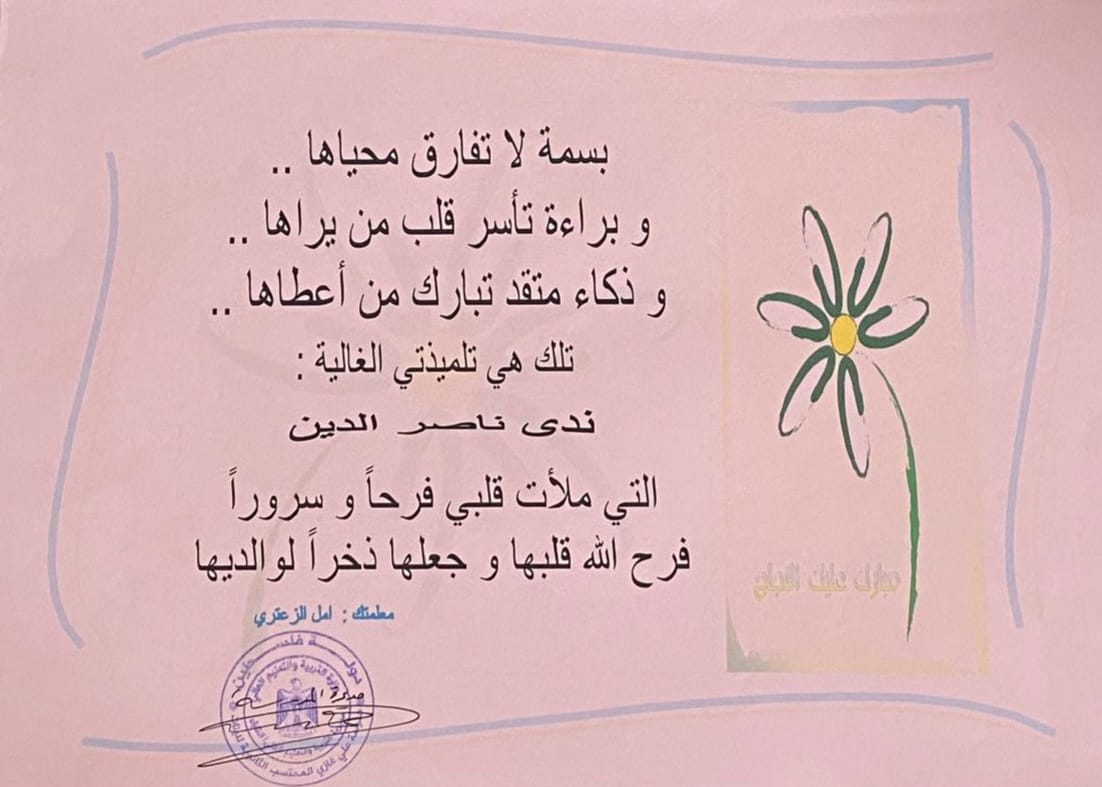 بسمة لا تفارق محياها ..
و براءة تأسر قلب من يراها ..
و ذكاء متقد تبارك من أعطاها ..
تلك هي تلميذتي الغالية :
ندى ناصر الدين
التي ملأت قلبي فرحاً و سروراً
فرح الله قلبها و جعلها ذخراً لوالديها
معلمتك : امل الزعتري
مبارك عليك النجاح
دولة فلسطين
وزارة التربية والتعليم العالي